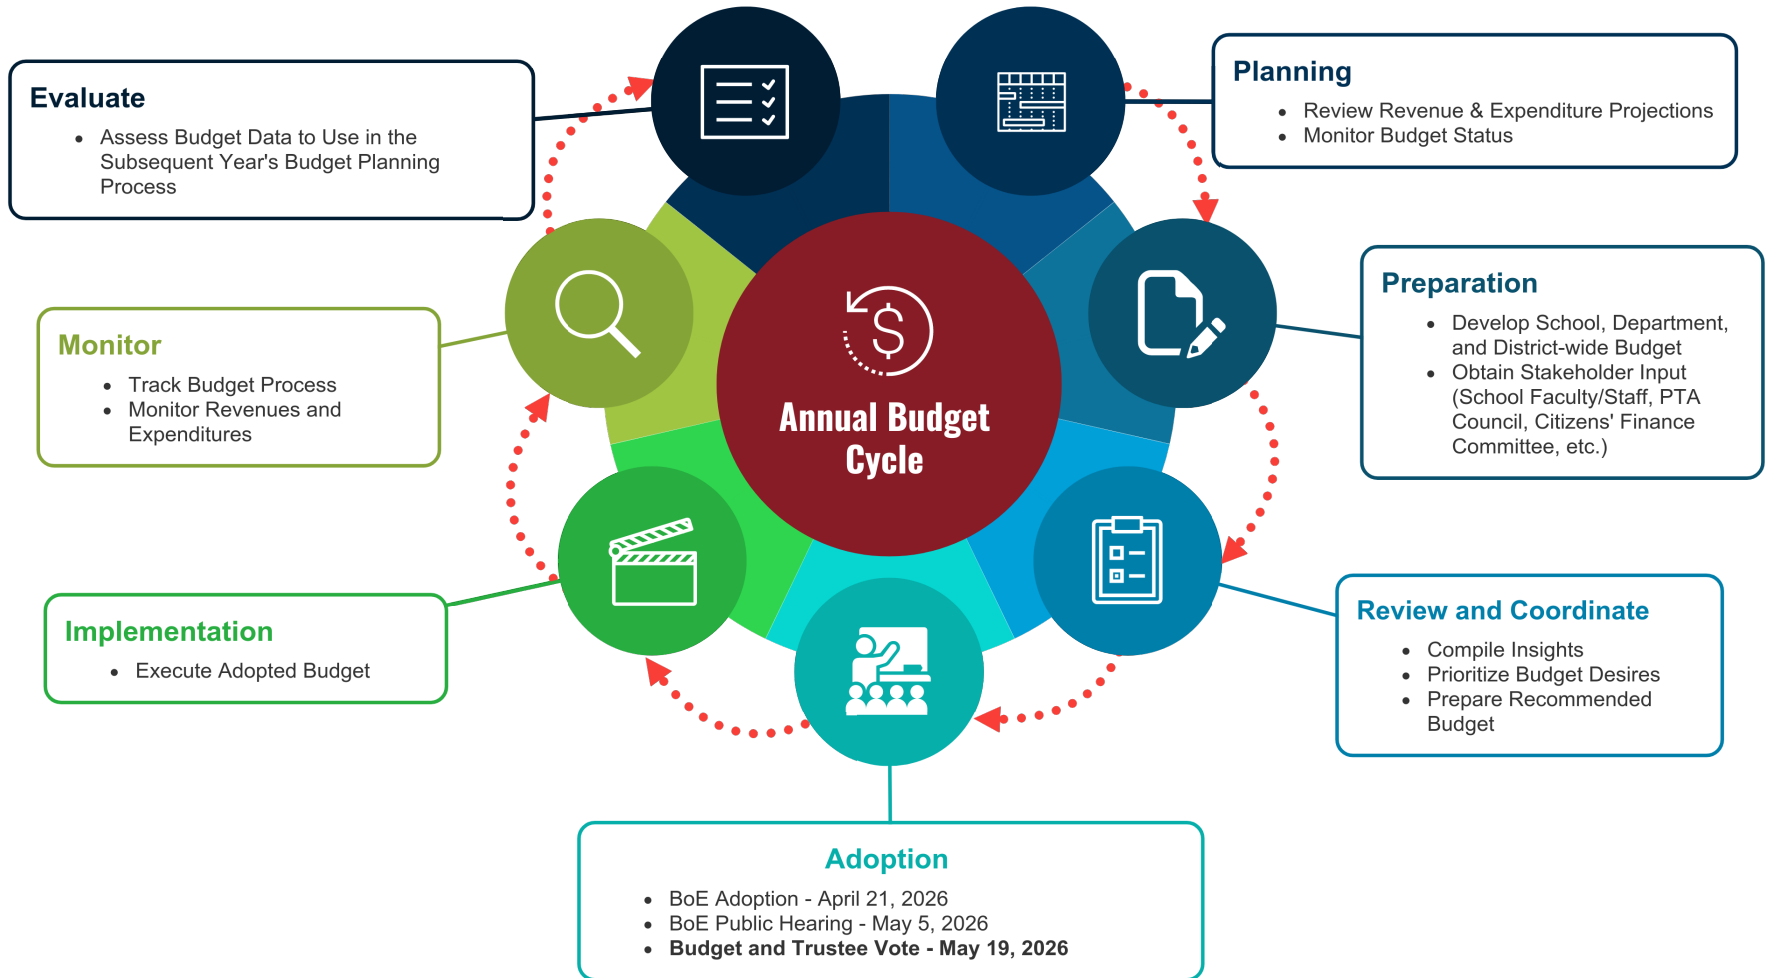 Evaluate
• Assess Budget Data to Use in the
Subsequent Year's Budget Planning
Process
Planning
• Review Revenue & Expenditure Projections
• Monitor Budget Status
Monitor
• Track Budget Process
• Monitor Revenues and
Expenditures
Annual Budget
Cycle
Preparation
• Develop School, Department,
and District-wide Budget
• Obtain Stakeholder Input
(School Faculty/Staff, PTA
Council, Citizens' Finance
Committee, etc.)
Implementation
• Execute Adopted Budget
Review and Coordinate
• Compile Insights
• Prioritize Budget Desires
• Prepare Recommended
Budget
Adoption
• BoE Adoption - April 21, 2026
• BoE Public Hearing - May 5, 2026
• Budget and Trustee Vote - May 19, 2026